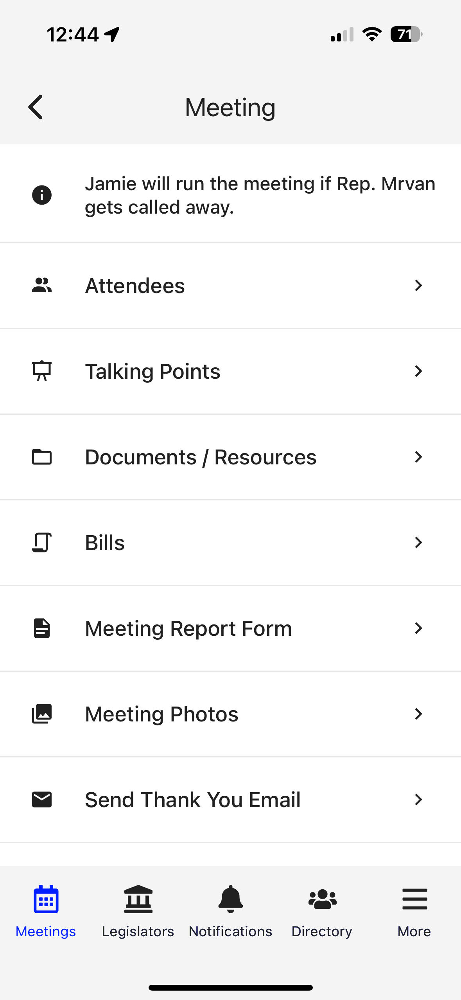 12:44
71
Meeting
Jamie will run the meeting if Rep. Mrvan
gets called away.
Attendees
Talking Points
Documents / Resources
Bills
Meeting Report Form
Meeting Photos
Send Thank You Email
Meetings
Legislators
Notifications
Directory
More